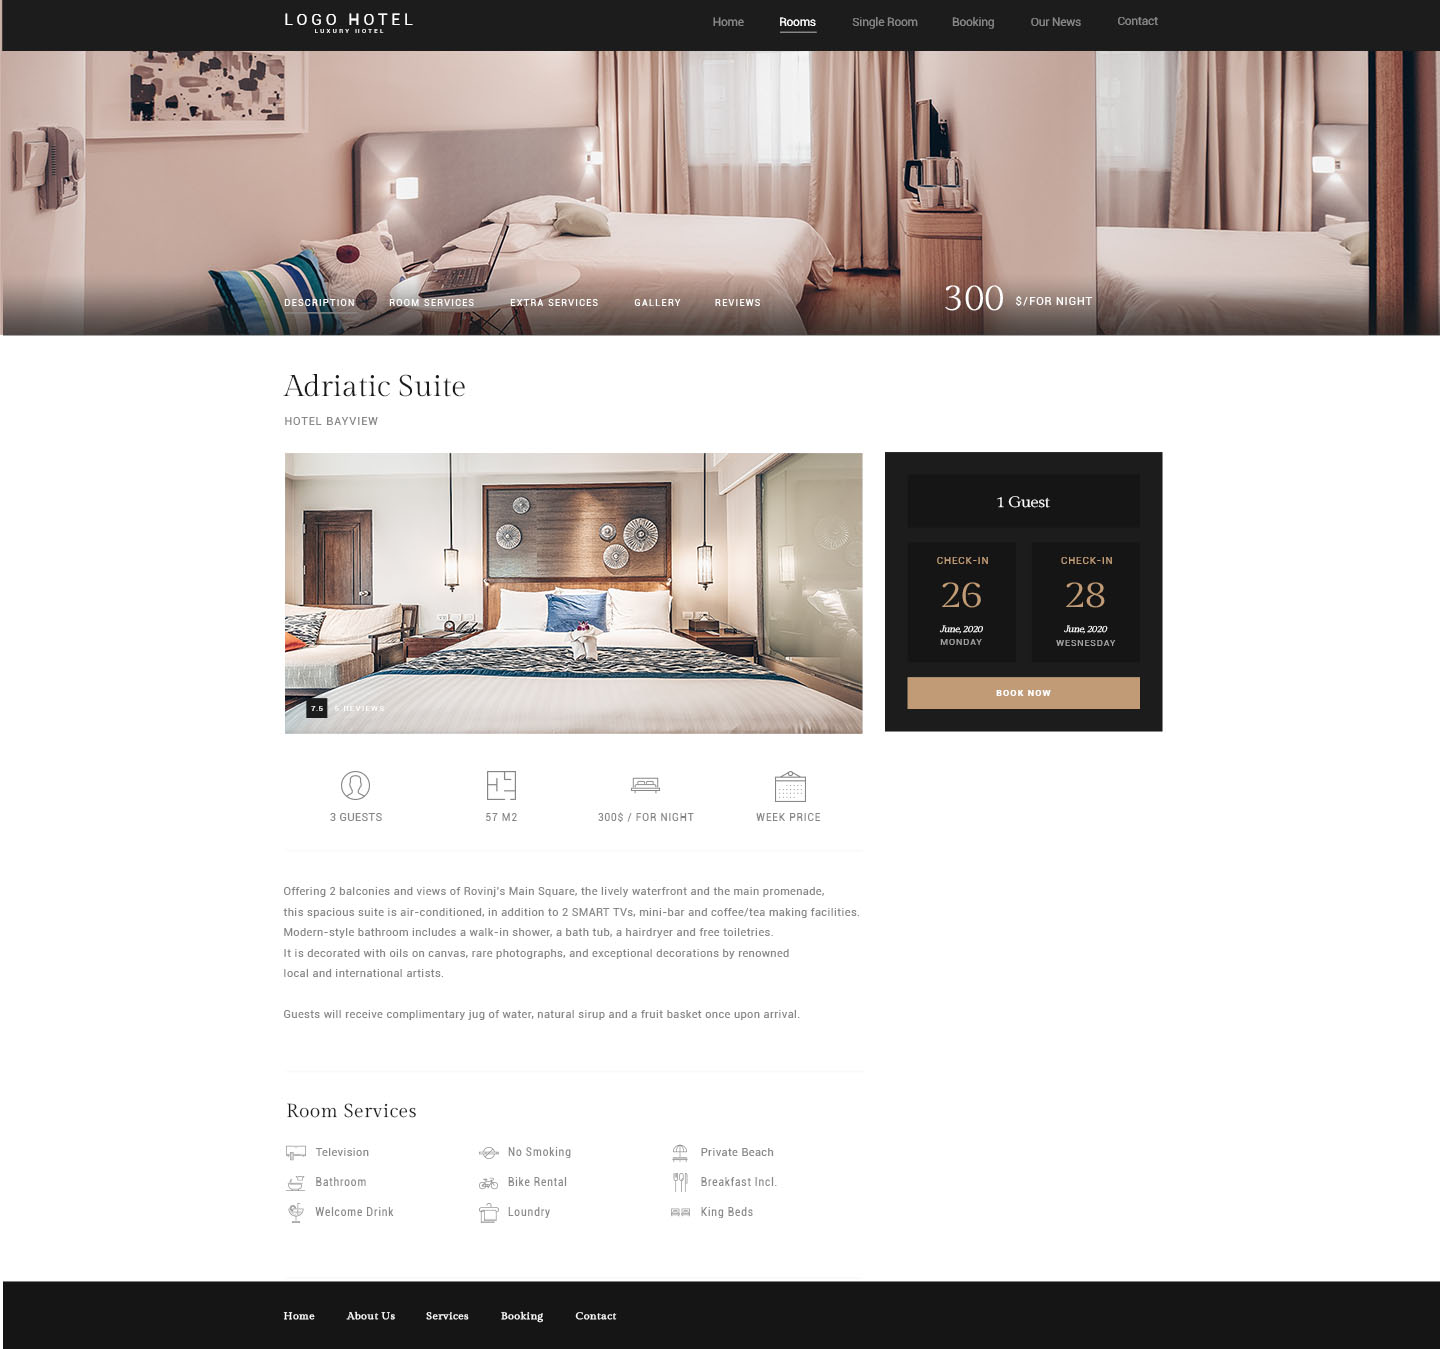 LOGO HOTEL
LUXURY HOTEL
Home Rooms Single Room Booking Our News Contact
DESCRIPTION ROOM SERVICES EXTRA SERVICES GALLERY REVIEWS
300 $/FOR NIGHT
Adriatic Suite
HOTEL BAYVIEW
1 Guest
CHECK-IN
26
June, 2020
MONDAY
CHECK-IN
28
June, 2020
WESNESDAY
BOOK NOW
7.5 6 REVIEWS
3 GUESTS
57 M2
300$ / FOR NIGHT
WEEK PRICE
Offering 2 balconies and views of Rovinj's Main Square, the lively waterfront and the main promenade,
this spacious suite is air-conditioned, in addition to 2 SMART TVs, mini-bar and coffee/tea making facilities.
Modern-style bathroom includes a walk-in shower, a bath tub, a hairdryer and free toiletries.
It is decorated with oils on canvas, rare photographs, and exceptional decorations by renowned
local and international artists.
Guests will receive complimentary jug of water, natural sirup and a fruit basket once upon arrival.
Room Services
Television No Smoking Private Beach
Bathroom Bike Rental Breakfast Incl.
Welcome Drink Loundry King Beds
Home About Us Services Booking Contact